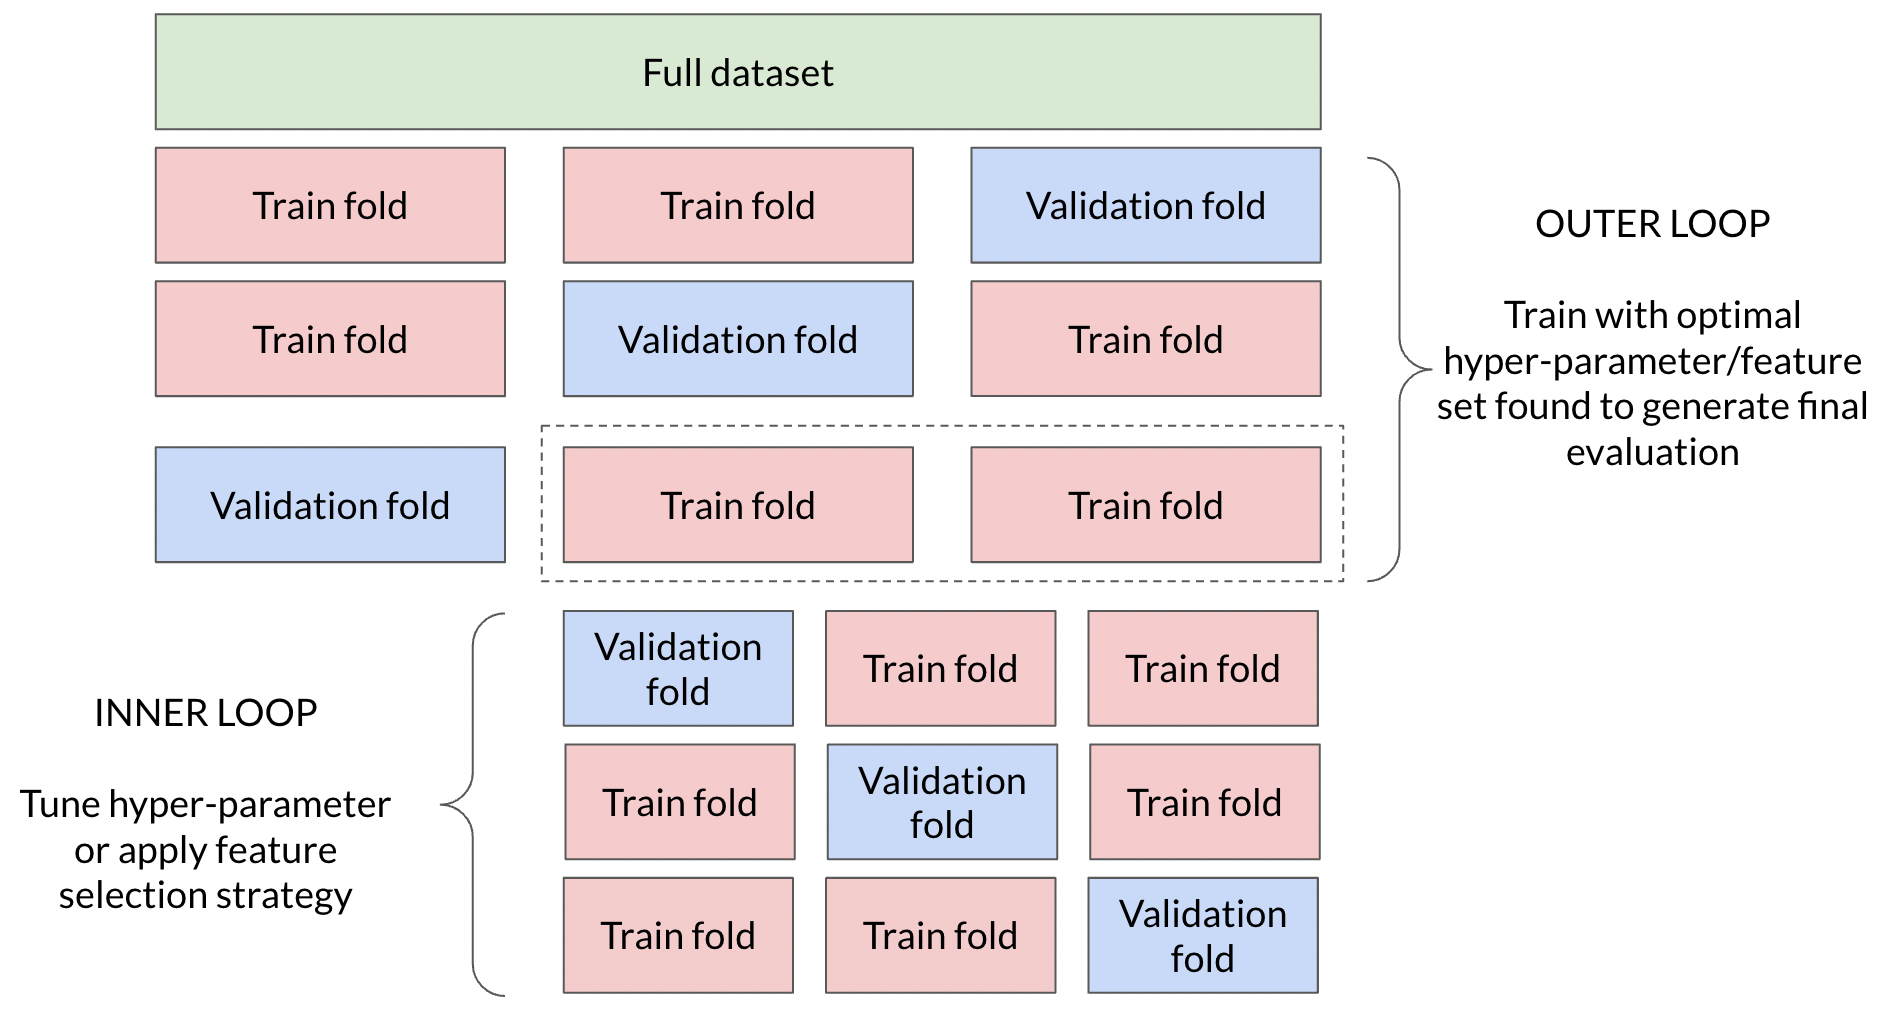 Full dataset
Train fold
Train fold
Validation fold
OUTER LOOP
Train fold
Validation fold
Train fold
Train with optimal
hyper-parameter/feature
set found to generate final
evaluation
Validation fold
Train fold
Train fold
INNER LOOP
Tune hyper-parameter
or apply feature
selection strategy
Validation
fold
Train fold
Train fold
Train fold
Validation
fold
Train fold
Train fold
Train fold
Validation
fold